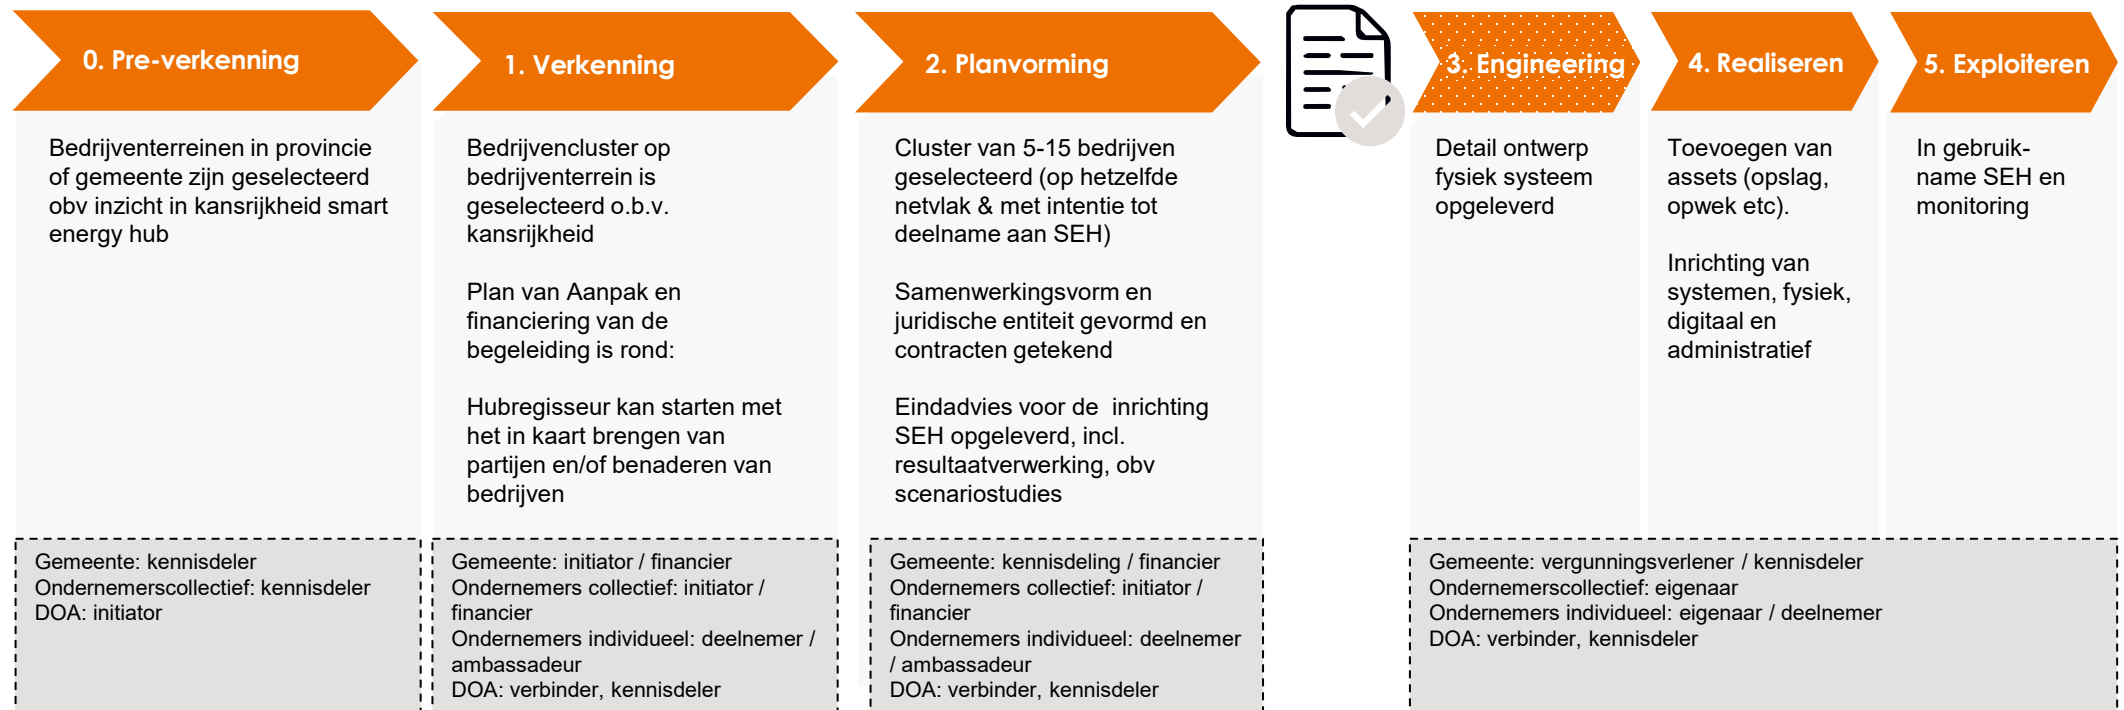 0. Pre-verkenning
Bedrijventerreinen in provincie
of gemeente zijn geselecteerd
obv inzicht in kansrijkheid smart
energy hub
Gemeente: kennisdeler
Ondernemerscollectief: kennisdeler
DOA: initiator
1. Verkenning
Bedrijvencluster op
bedrijventerrein is
geselecteerd o.b.v.
kansrijkheid
Plan van Aanpak en
financiering van de
begeleiding is rond:
Hubregisseur kan starten met
het in kaart brengen van
partijen en/of benaderen van
bedrijven
Gemeente: initiator / financier
Ondernemers collectief: initiator /
financier
Ondernemers individueel: deelnemer /
ambassadeur
DOA: verbinder, kennisdeler
2. Planvorming
Cluster van 5-15 bedrijven
geselecteerd (op hetzelfde
netvlak & met intentie tot
deelname aan SEH)
Samenwerkingsvorm en
juridische entiteit gevormd en
contracten getekend
Eindadvies voor de  inrichting
SEH opgeleverd, incl.
resultaatverwerking, obv
scenariostudies
Gemeente: kennisdeling / financier
Ondernemers collectief: initiator /
financier
Ondernemers individueel: deelnemer
/ ambassadeur
DOA: verbinder, kennisdeler
3. Engineering
Detail ontwerp
fysiek systeem
opgeleverd
4. Realiseren
Toevoegen van
assets (opslag,
opwek etc).
Inrichting van
systemen, fysiek,
digitaal en
administratief
5. Exploiteren
In gebruik-
name SEH en
monitoring
Gemeente: vergunningsverlener / kennisdeler
Ondernemerscollectief: eigenaar
Ondernemers individueel: eigenaar / deelnemer
DOA: verbinder, kennisdeler